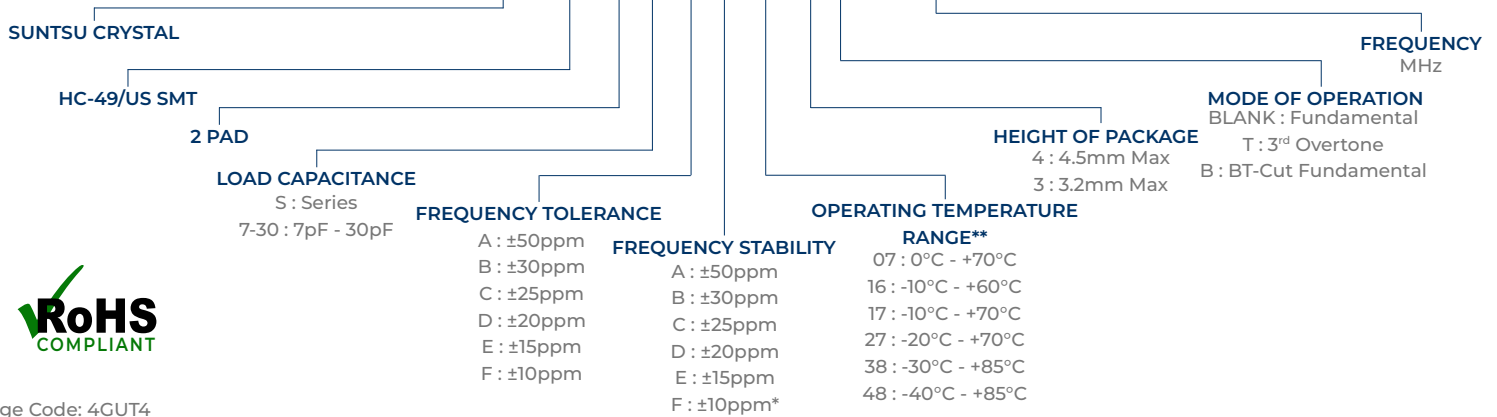 SUNTSU CRYSTAL
HC-49/US SMT
2 PAD
LOAD CAPACITANCE
S : Series
7-30 : 7pF - 30pF
FREQUENCY TOLERANCE
A : ±50ppm
B : ±30ppm
C : ±25ppm
D : ±20ppm
E : ±15ppm
F : ±10ppm
FREQUENCY STABILITY
A : ±50ppm
B : ±30ppm
C : ±25ppm
D : ±20ppm
E : ±15ppm
F : ±10ppm*
OPERATING TEMPERATURE
RANGE**
07 : 0°C - +70°C
16 : -10°C - +60°C
17 : -10°C - +70°C
27 : -20°C - +70°C
38 : -30°C - +85°C
48 : -40°C - +85°C
HEIGHT OF PACKAGE
4 : 4.5mm Max
3 : 3.2mm Max
MODE OF OPERATION
BLANK : Fundamental
T : 3rd Overtone
B : BT-Cut Fundamental
FREQUENCY
MHz
RoHS
COMPLIANT
ge Code: 4GUT4